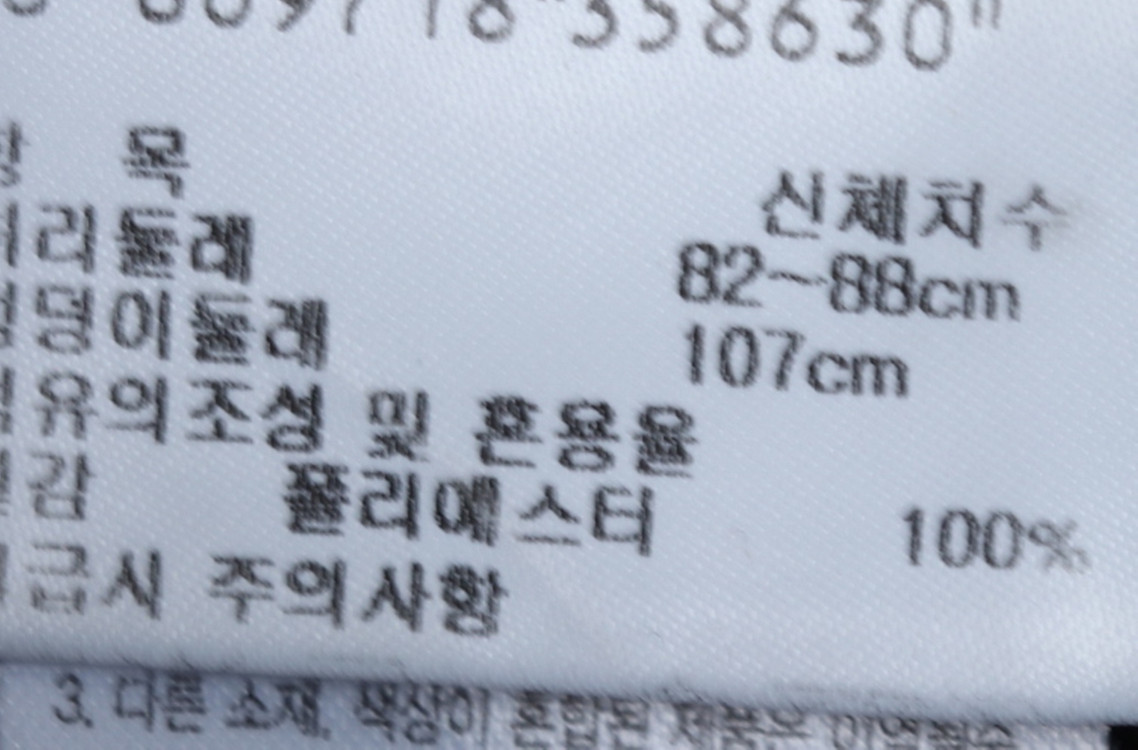 358630"
목
신체치수
리둘레 82~88cm
덩이둘레 107cm
유의조성 및 혼용율
감 폴리에스터 100%
급시 주의사항
3. 다른 소재, 색상이 혼합된 제품은